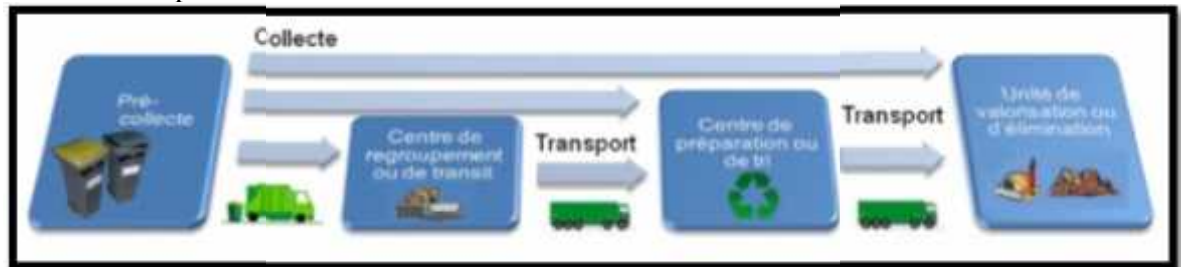 Collecte
Pré-
collecte
Centre de
regroupement
ou de transit
Transport
Centre de
préparation ou
de tri
Transport
Unité de
valorisation ou
d'élimination